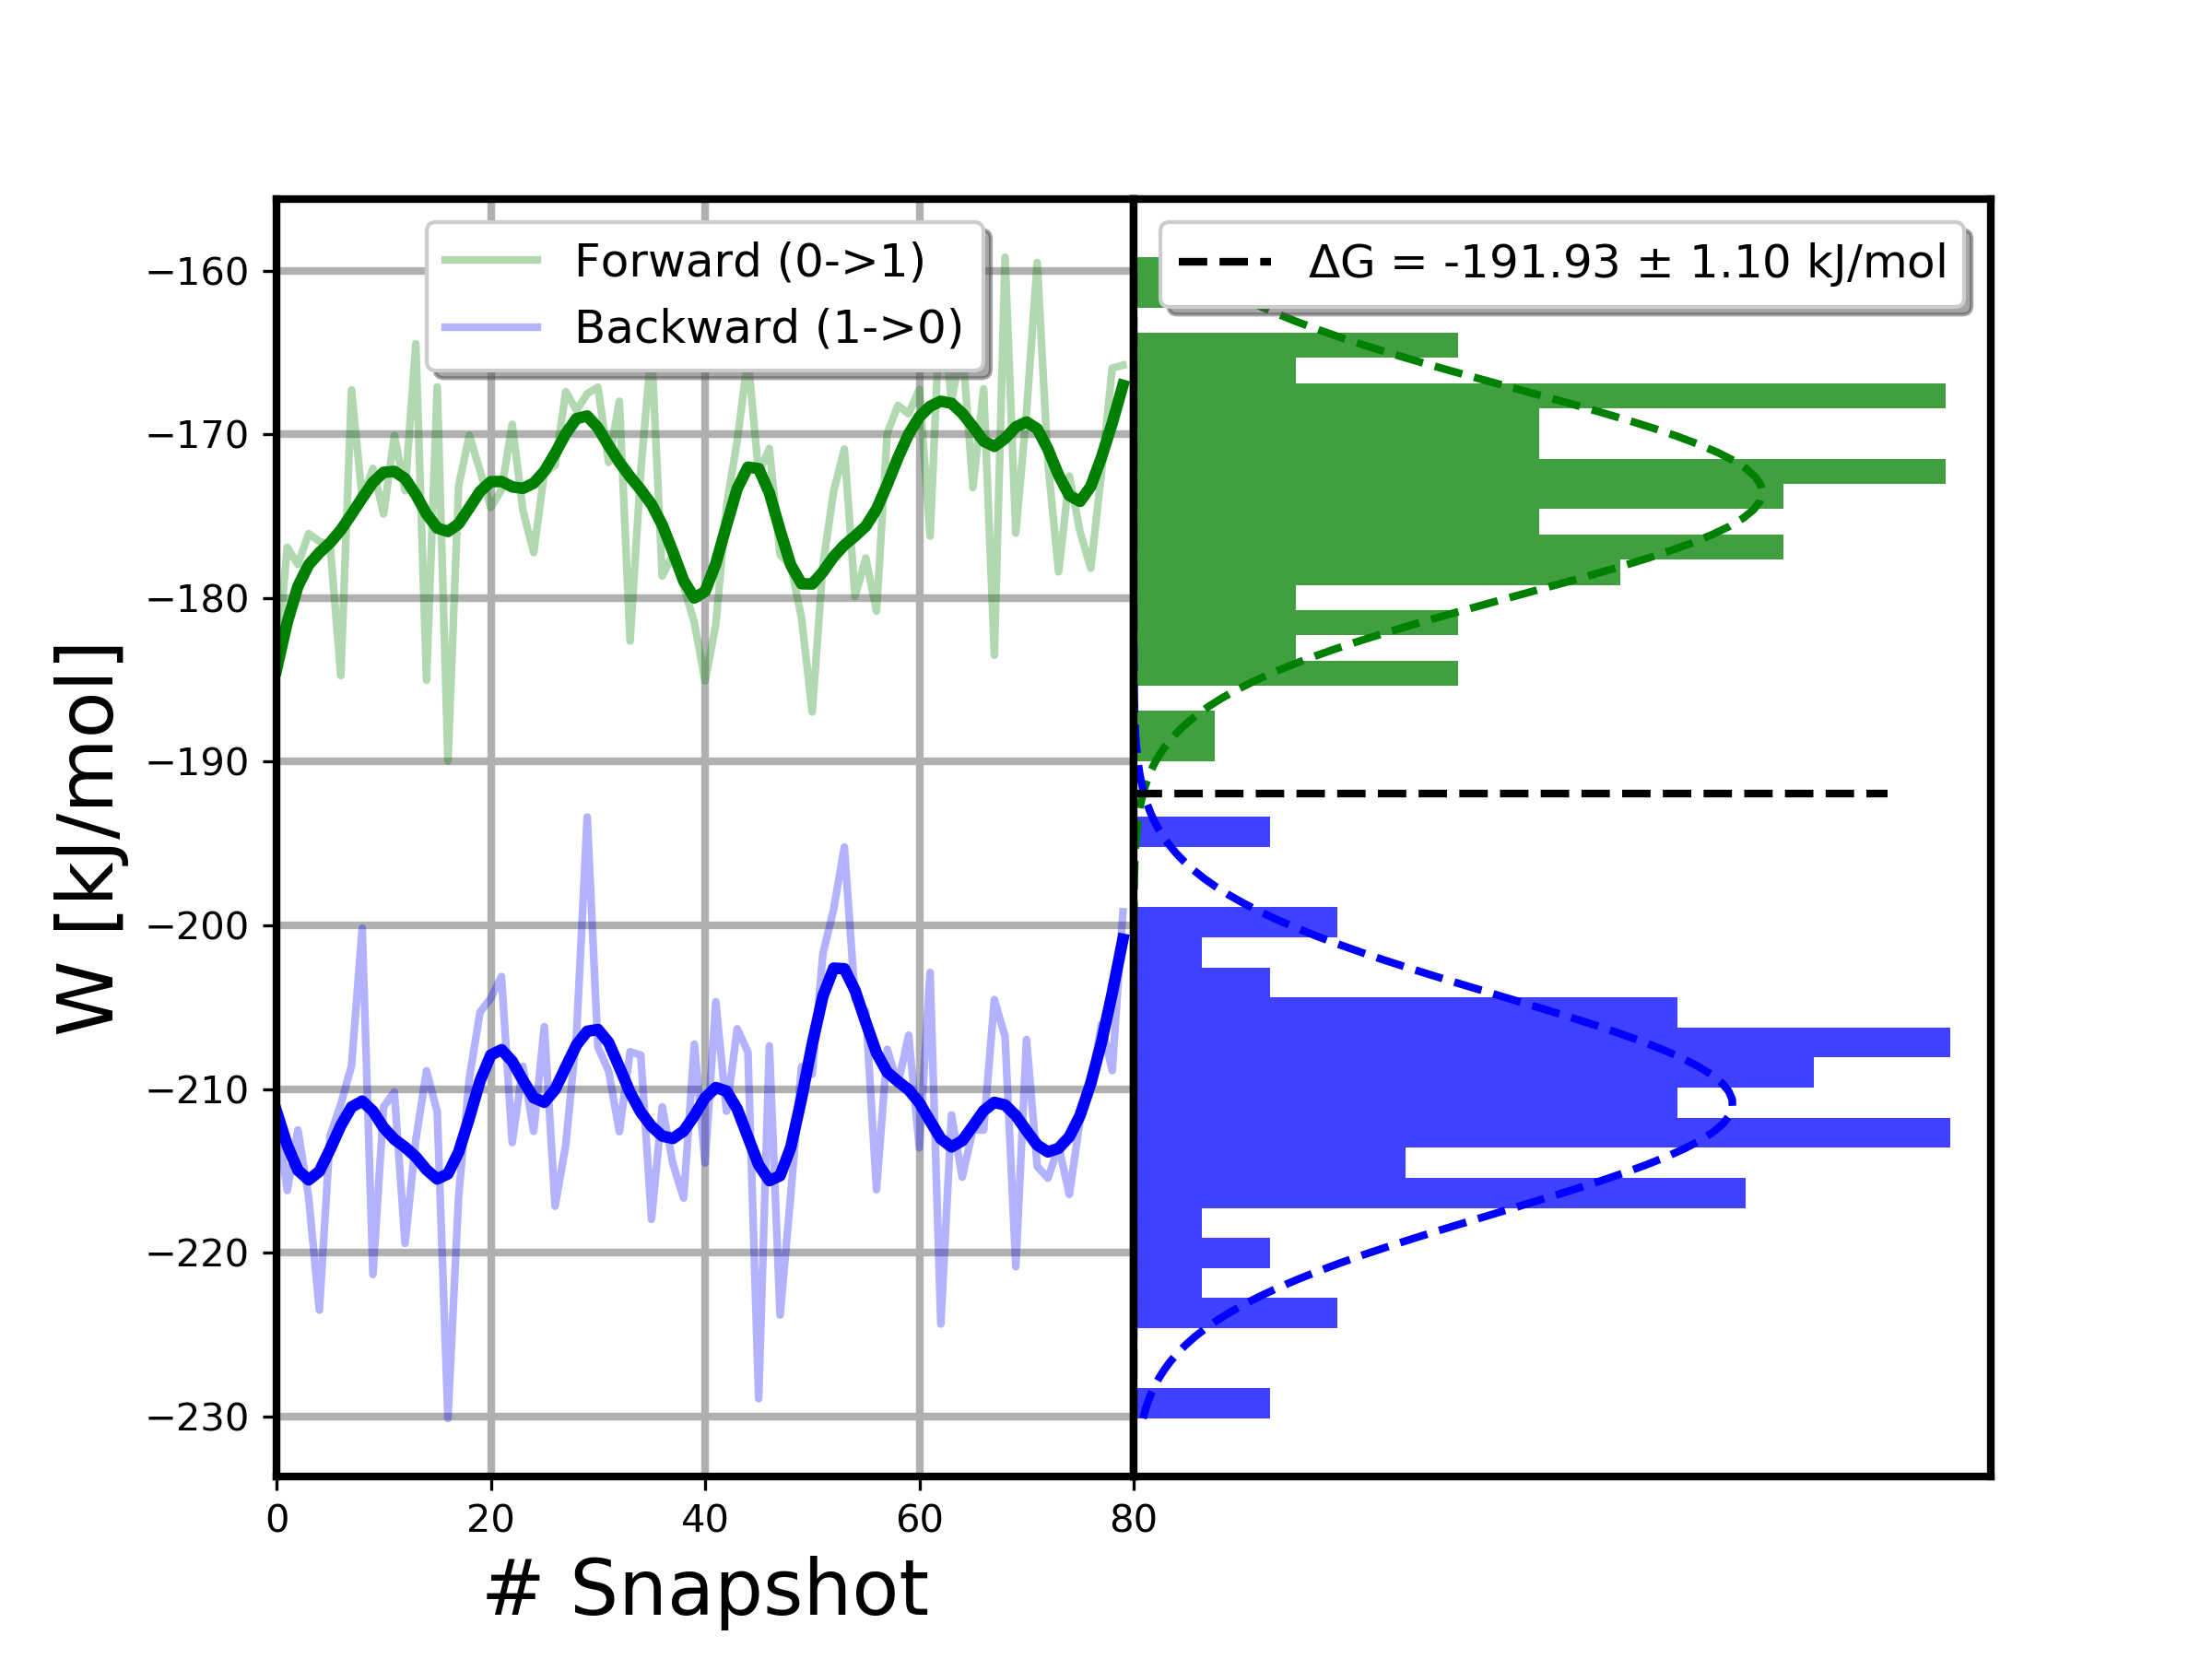 Forward (0->1)
Backward (1->0)
ΔG = -191.93 ± 1.10 kJ/mol
W [kJ/mol]
−160
−170
−180
−190
−200
−210
−220
−230
0 20 40 60 80
# Snapshot